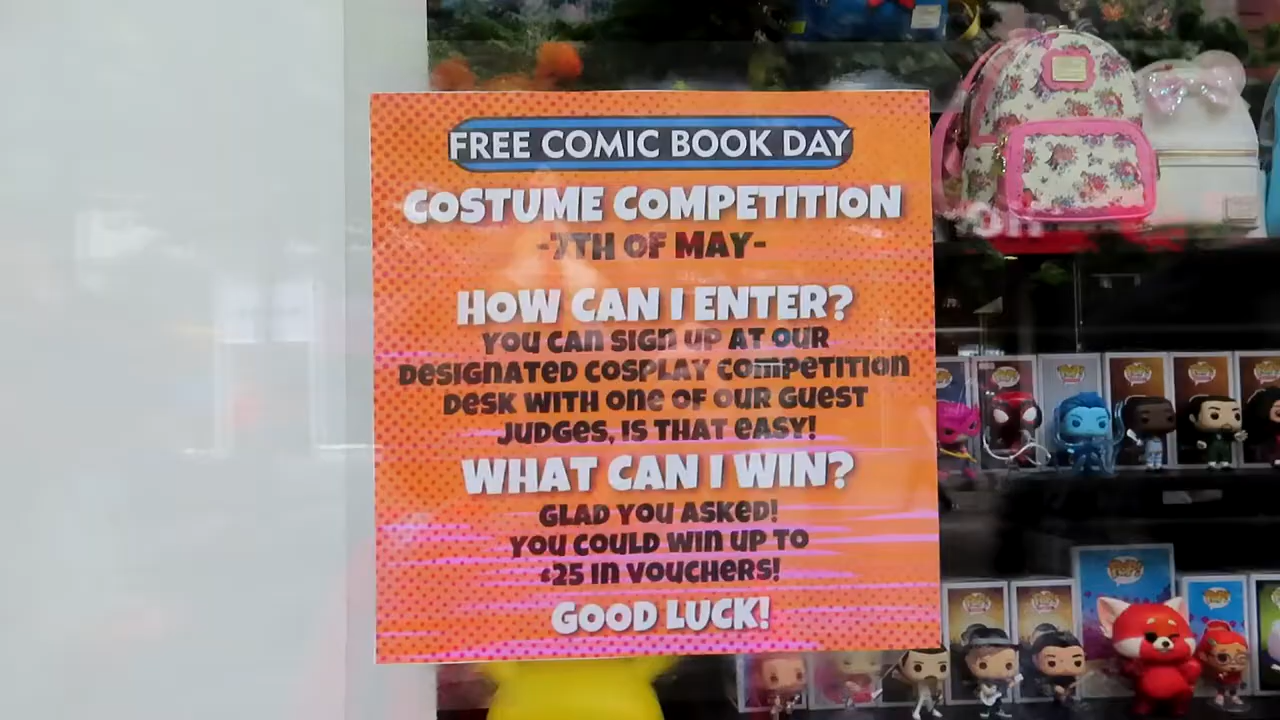 FREE COMIC BOOK DAY
COSTUME COMPETITION
-7TH OF MAY-
HOW CAN I ENTER?
YOU CAN SIGN UP AT OUR
DESIGNATED COSPLAY COMPETITION
DESK WITH ONE OF OUR GUEST
JUDGES, IS THAT EASY!
WHAT CAN I WIN?
GLAD YOU ASKED!
YOU COULD WIN UP TO
£25 IN VOUCHERS!
GOOD LUCK!